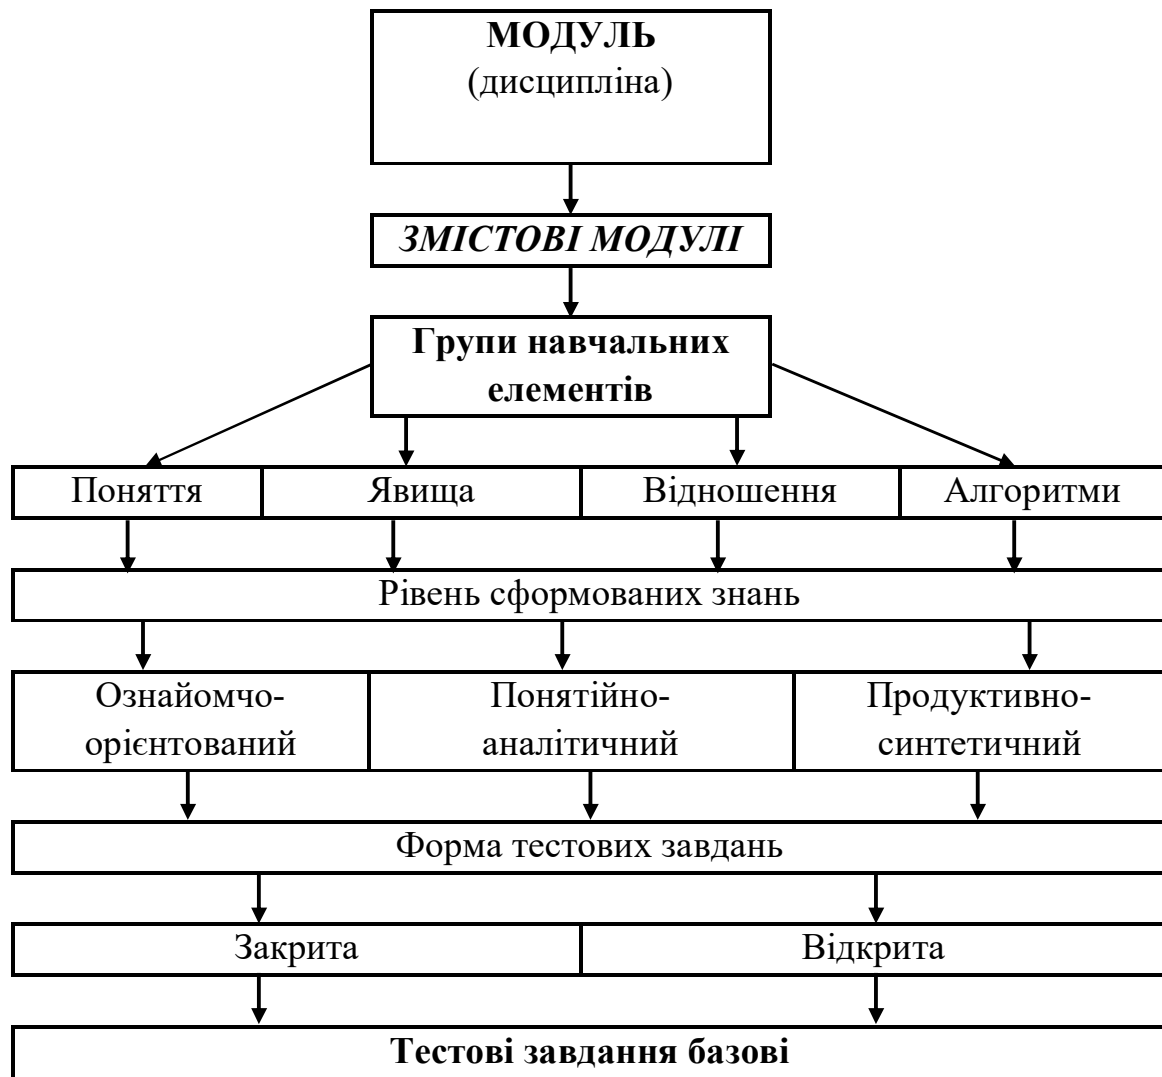 МОДУЛЬ
(дисципліна)
ЗМІСТОВІ МОДУЛІ
Групи навчальних
елементів
Поняття Явища Відношення Алгоритми
Рівень сформованих знань
Ознайомчо-
орієнтований
Понятійно-
аналітичний
Продуктивно-
синтетичний
Форма тестових завдань
Закрита Відкрита
Тестові завдання базові